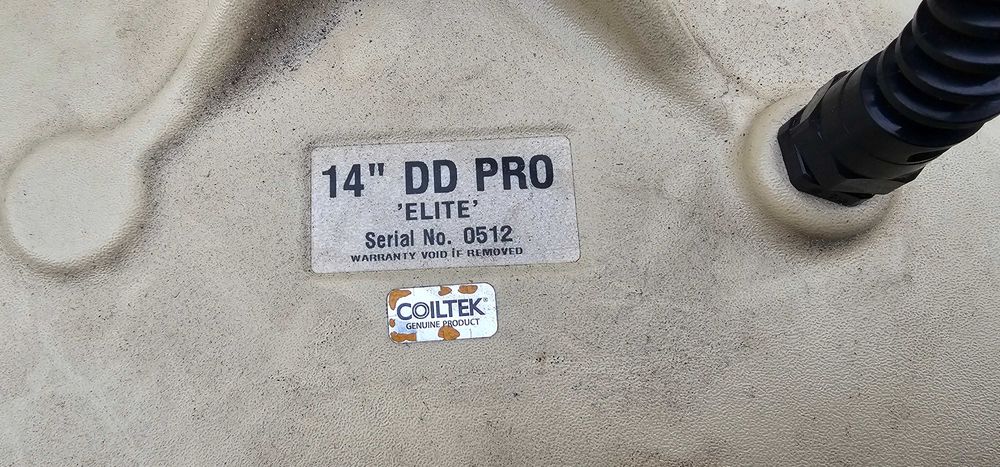 14" DD PRO
'ELITE'
Serial No. 0512
WARRANTY VOID iF REMOVED
COILTEK®
GENUINE PRODUCT